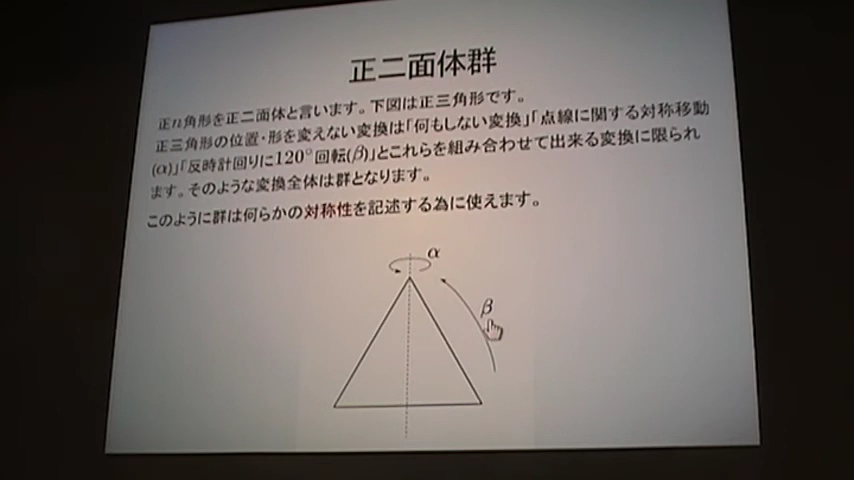 正二面体群
正n角形を正二面体と言います。下図は正三角形です。
正三角形の位置・形を変えない変換は「何もしない変換」「点線に関する対称移動
(α)」「反時計回りに120°回転(β)」とこれらを組み合わせて出来る変換に限られ
ます。そのような変換全体は群となります。
このように群は何らかの対称性を記述する為に使えます。
α
β